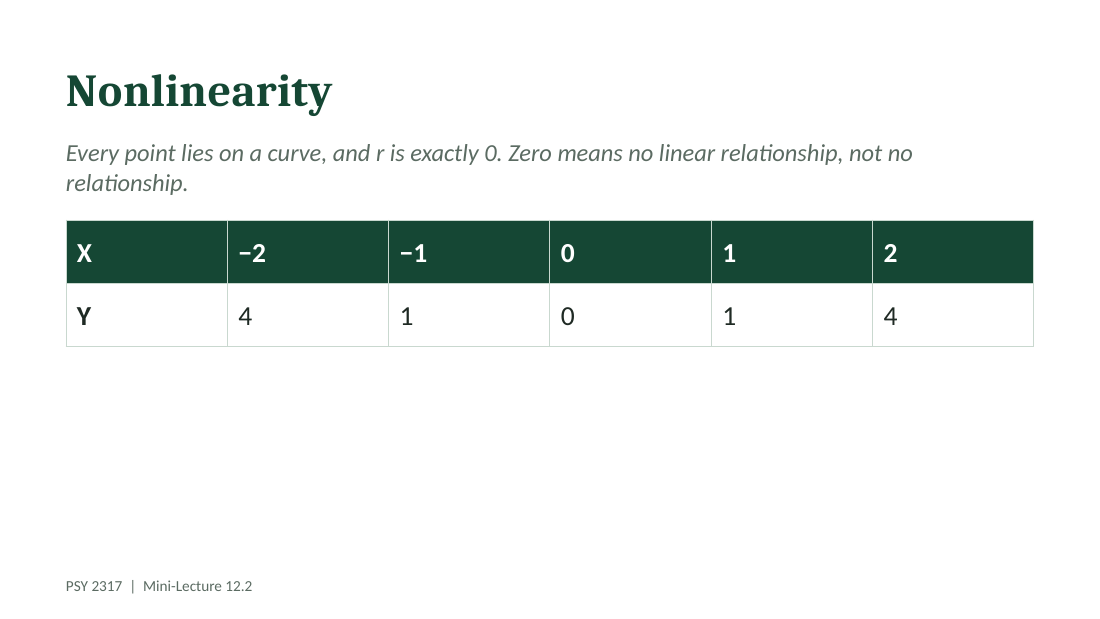 Nonlinearity
Every point lies on a curve, and r is exactly 0. Zero means no linear relationship, not no
relationship.
X −2 −1 0 1 2
Y 4 1 0 1 4
PSY 2317 | Mini-Lecture 12.2